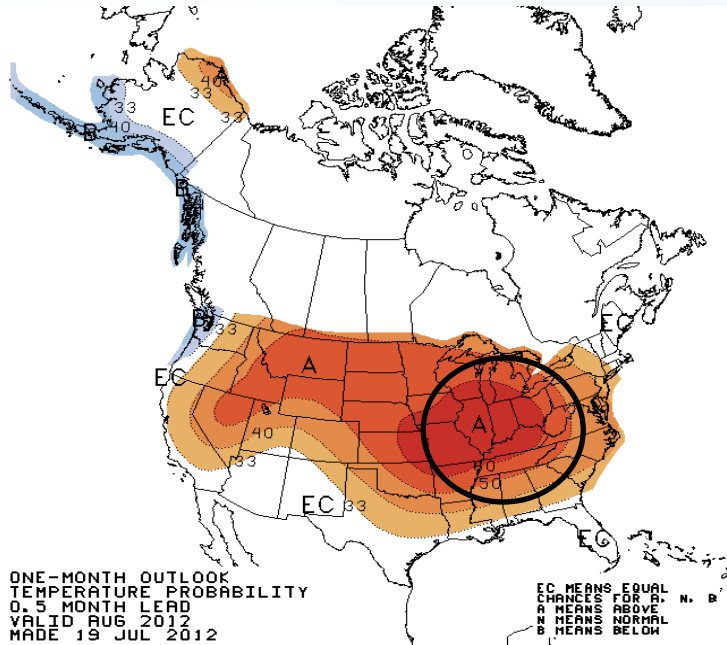 A
40
33
33
EC
33
40
B
B
B
33
EC
EC
A
A
40
33
40
50
EC
33
EC
ONE-MONTH OUTLOOK
TEMPERATURE PROBABILITY
0.5 MONTH LEAD
VALID AUG 2012
MADE 19 JUL 2012
EC MEANS EQUAL
CHANCES FOR A, N, B
A MEANS ABOVE
N MEANS NORMAL
B MEANS BELOW